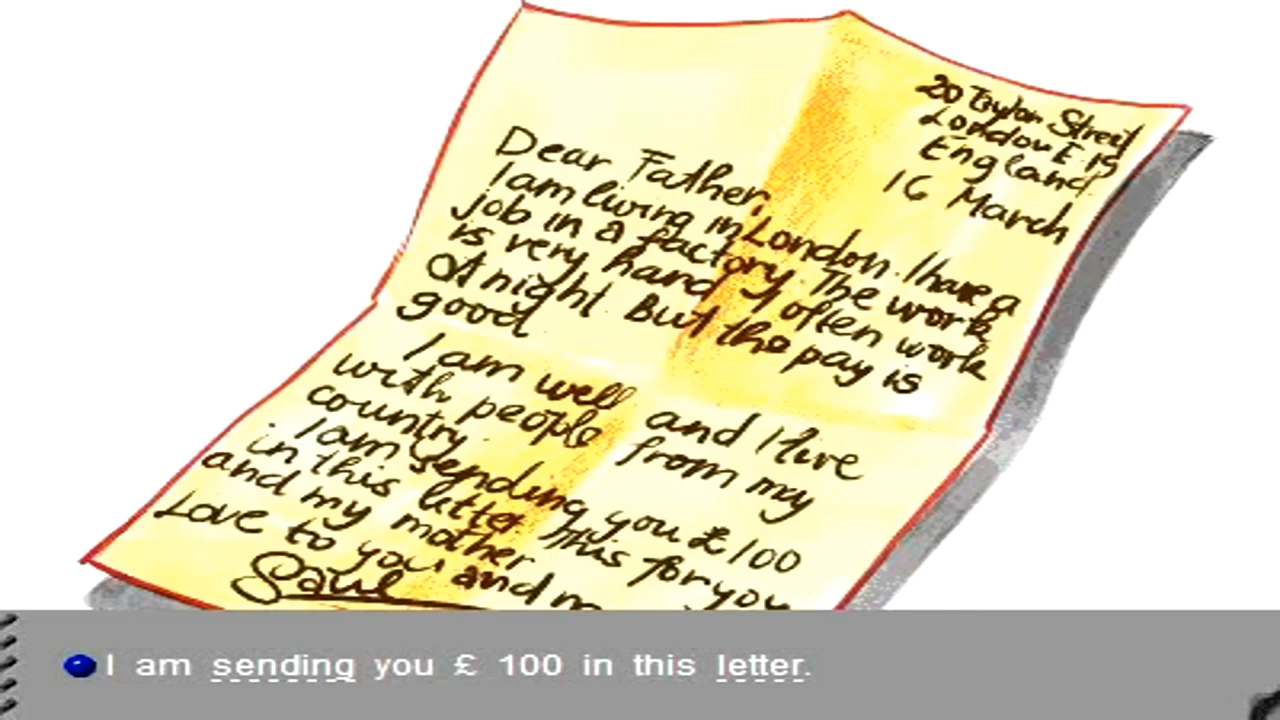 20 Taylor Street
London E 19
England
16 March
Dear Father,
I am living in London. I have a
job in a factory. The work
is very hard I often work
at night. But the pay is
good
I am well and I live
with people from my
country.
I am sending you £100
in this letter this for you
and my mother
Love to you and m
Saul
I am sending you £ 100 in this letter.